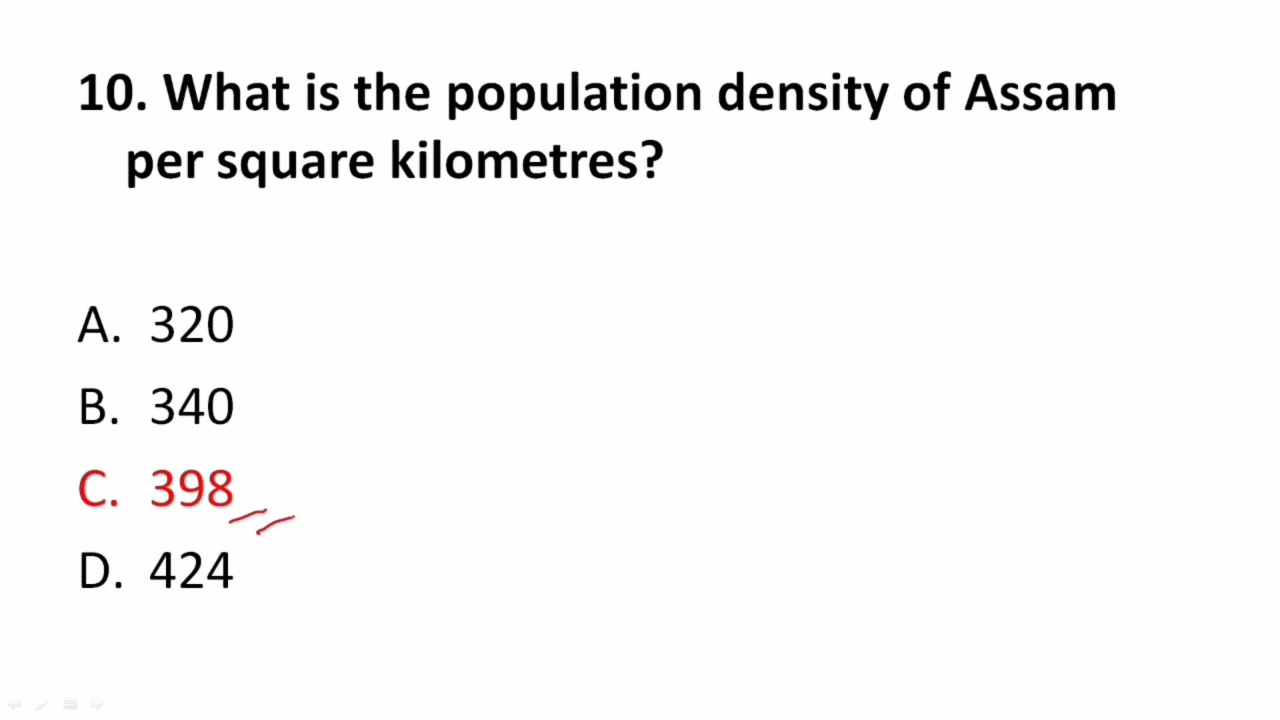 10. What is the population density of Assam
per square kilometres?
A. 320
B. 340
C. 398
D. 424